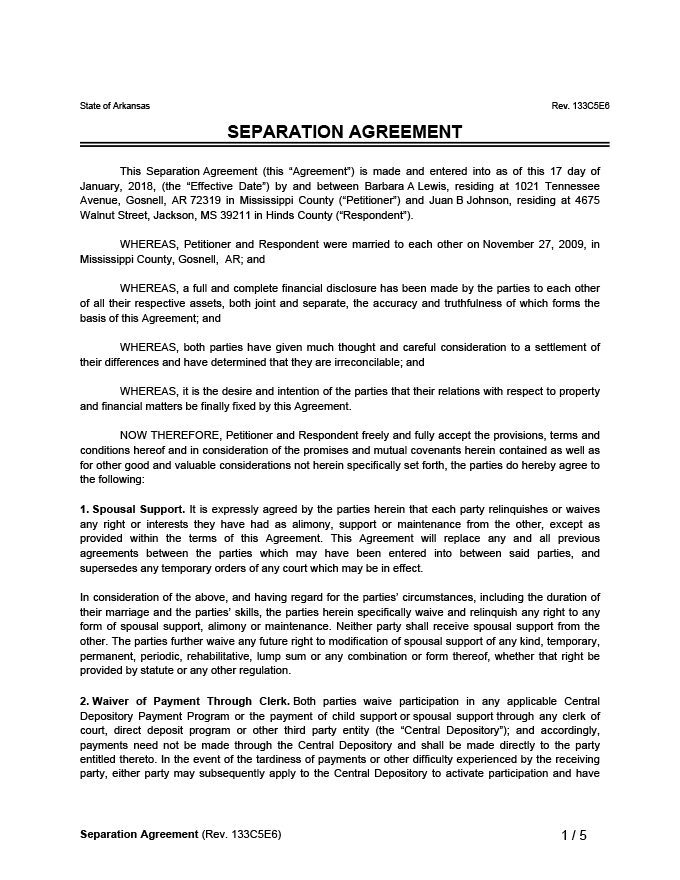 State of Arkansas Rev. 133C5E6
SEPARATION AGREEMENT
This Separation Agreement (this “Agreement”) is made and entered into as of this 17 day of
January, 2018, (the “Effective Date”) by and between Barbara A Lewis, residing at 1021 Tennessee
Avenue, Gosnell, AR 72319 in Mississippi County (“Petitioner”) and Juan B Johnson, residing at 4675
Walnut Street, Jackson, MS 39211 in Hinds County (“Respondent”).
WHEREAS, Petitioner and Respondent were married to each other on November 27, 2009, in
Mississippi County, Gosnell, AR; and
WHEREAS, a full and complete financial disclosure has been made by the parties to each other
of all their respective assets, both joint and separate, the accuracy and truthfulness of which forms the
basis of this Agreement; and
WHEREAS, both parties have given much thought and careful consideration to a settlement of
their differences and have determined that they are irreconcilable; and
WHEREAS, it is the desire and intention of the parties that their relations with respect to property
and financial matters be finally fixed by this Agreement.
NOW THEREFORE, Petitioner and Respondent freely and fully accept the provisions, terms and
conditions hereof and in consideration of the promises and mutual covenants herein contained as well as
for other good and valuable considerations not herein specifically set forth, the parties do hereby agree to
the following:
1. Spousal Support. It is expressly agreed by the parties herein that each party relinquishes or waives
any right or interests they have had as alimony, support or maintenance from the other, except as
provided within the terms of this Agreement. This Agreement will replace any and all previous
agreements between the parties which may have been entered into between said parties, and
supersedes any temporary orders of any court which may be in effect.
In consideration of the above, and having regard for the parties’ circumstances, including the duration of
their marriage and the parties’ skills, the parties herein specifically waive and relinquish any right to any
form of spousal support, alimony or maintenance. Neither party shall receive spousal support from the
other. The parties further waive any future right to modification of spousal support of any kind, temporary,
permanent, periodic, rehabilitative, lump sum or any combination or form thereof, whether that right be
provided by statute or any other regulation.
2. Waiver of Payment Through Clerk. Both parties waive participation in any applicable Central
Depository Payment Program or the payment of child support or spousal support through any clerk of
court, direct deposit program or other third party entity (the “Central Depository”); and accordingly,
payments need not be made through the Central Depository and shall be made directly to the party
entitled thereto. In the event of the tardiness of payments or other difficulty experienced by the receiving
party, either party may subsequently apply to the Central Depository to activate participation and have
Separation Agreement (Rev. 133C5E6) 1 / 5